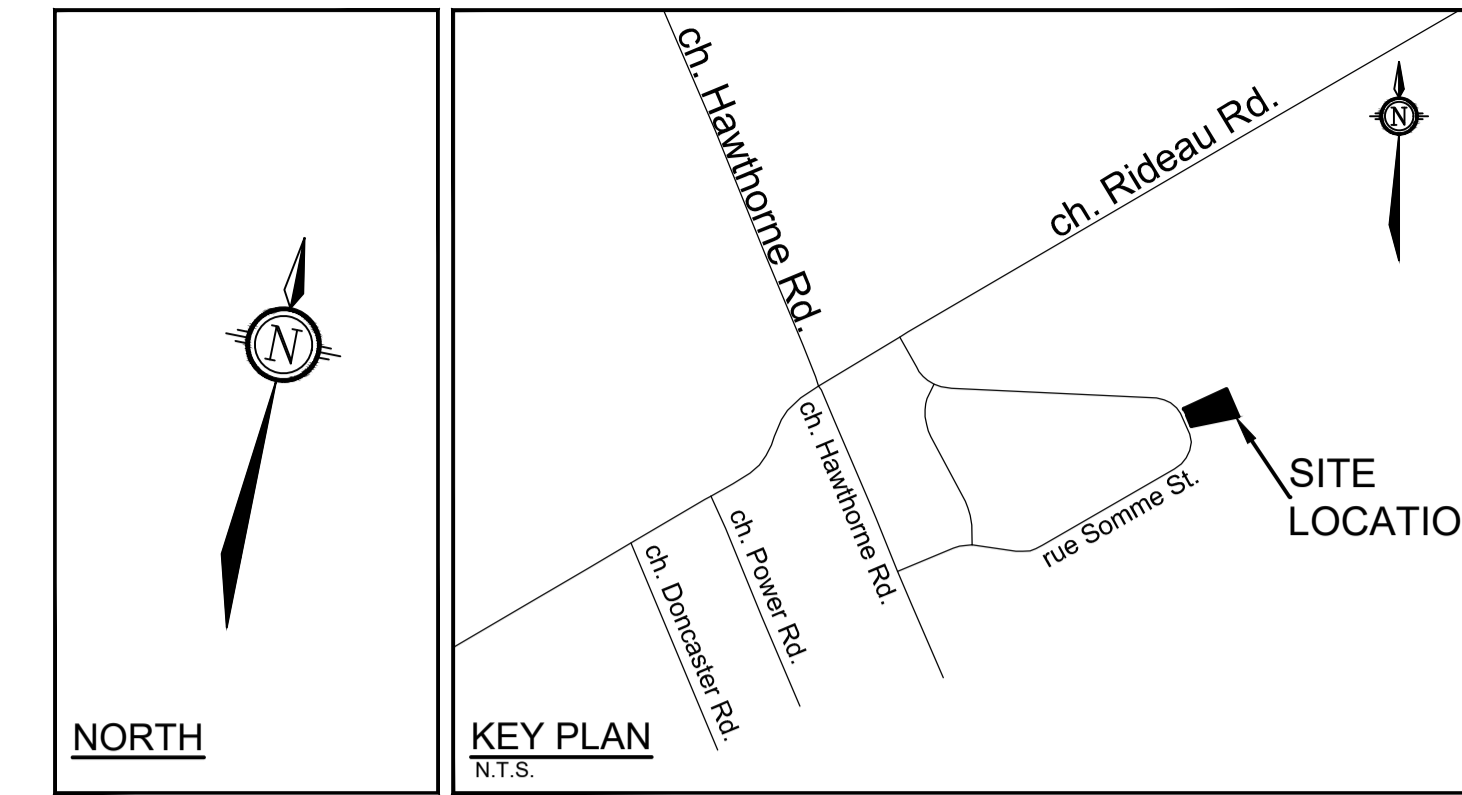 N
NORTH
ch. Hawthorne Rd.
ch. Rideau Rd.
N
ch. Hawthorne Rd.
SITE
LOCATIO
rue Somme St.
ch. Power Rd.
ch. Doncaster Rd.
KEY PLAN
N.T.S.